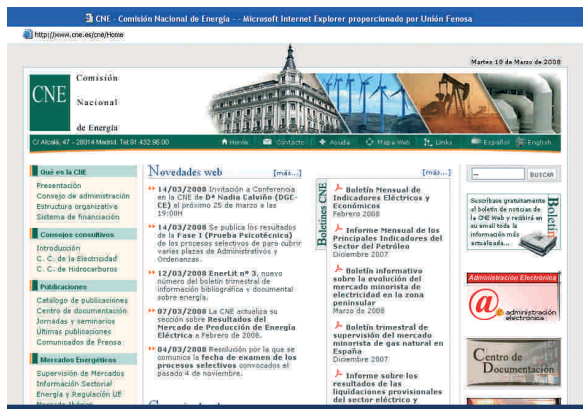 CNE - Comisión Nacional de Energía - - Microsoft Internet Explorer proporcionado por Unión Fenosa
http://www.cne.es/cne/Home
Martes 18 de Marzo de 2008
CNE
Comisión
Nacional
de Energía
C/ Alcalá, 47 - 28014 Madrid. Tel:91 432 96 00
Home
Contacto
Ayuda
Mapa Web
Links
Español
English
Qué es la CNE
Presentación
Consejo de administración
Estructura organizativa
Sistema de financiación
Consejos consultivos
Introducción
C. C. de la Electricidad
C. C. de Hidrocarburos
Publicaciones
Catálogo de publicaciones
Centro de documentación
Jornadas y seminarios
Últimas publicaciones
Comunicados de Prensa
Mercados Energéticos
Supervisión de Mercados
Información Sectorial
Energía y Regulación UE
Novedades web
[más...]
14/03/2008 Invitación a Conferencia
en la CNE de Dª Nadia Calviño (DGE-
CE) el próximo 25 de marzo a las
19:00H
14/03/2008 Se publica los resultados
de la Fase I (Prueba Psicoténica)
de los procesos selectivos de para cubrir
varias plazas de Administrativos y
Ordenanzas.
12/03/2008 EnerLit nº 3, nuevo
número del boletín trimestral de
información bibliográfica y documental
sobre energía.
07/03/2008 La CNE actualiza su
sección sobre Resultados del
Mercado de Producción de Energía
Eléctrica a Febrero de 2008.
04/03/2008 Resolución por la que se
comunica la fecha de examen de los
procesos selectivos convocados el
pasado 4 de noviembre.
Boletines CNE
[más...]
Boletín Mensual de
Indicadores Eléctricos y
Económicos
Febrero 2008
Informe Mensual de los
Principales Indicadores del
Sector del Petróleo
Diciembre 2007
Boletín informativo
sobre la evolución del
mercado minorista de
electricidad en la zona
peninsular
Marzo de 2008
Boletín trimestral de
supervisión del mercado
minorista de gas natural en
España
Diciembre 2007
Informe sobre los
resultados de las
liquidaciones provisionales
del sector eléctrico y
BUSCAR
Suscríbase gratuitamente
al boletín de noticias de
la CNE Web y recibirá en
su email toda la
información más
actualizada...
Boletín
Administración Electrónica
@
administración
electrónica
Centro de
Documentación